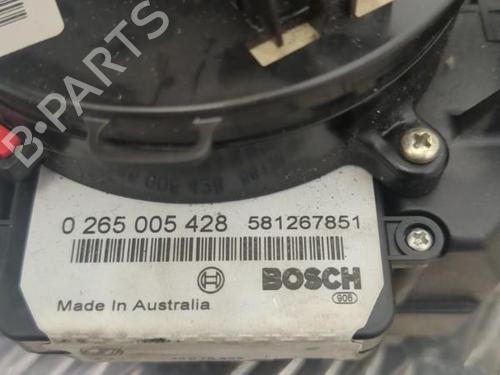 B-PARTS
0 265 005 428 581267851
BOSCH
906
Made In Australia